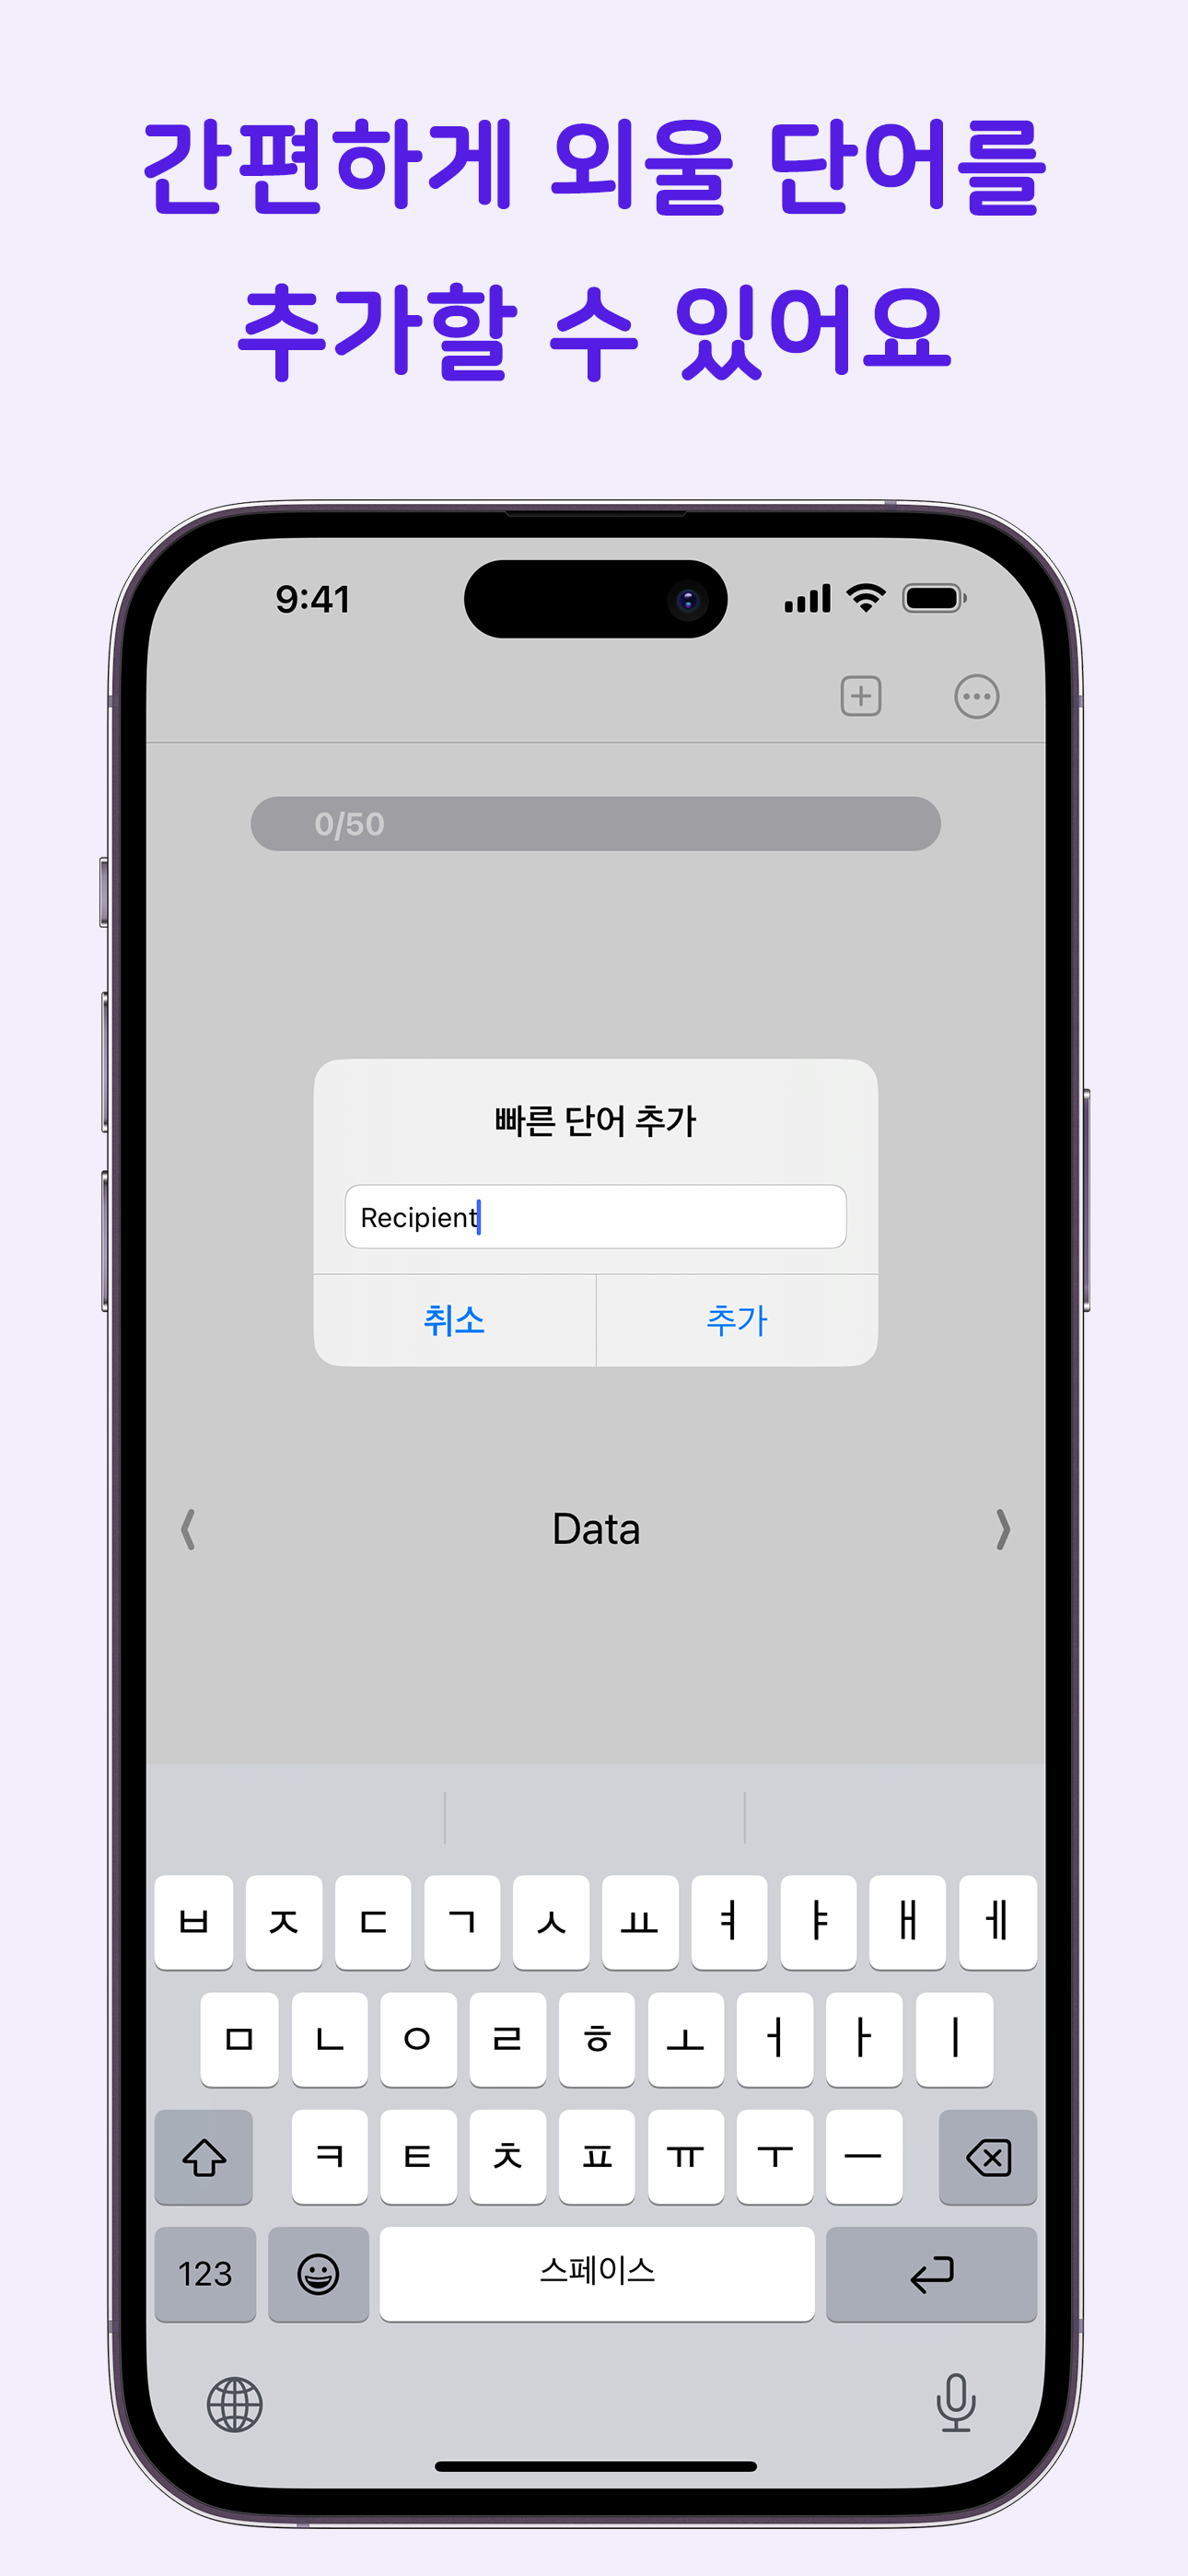 간편하게 외울 단어를
추가할 수 있어요
9:41
0/50
빠른 단어 추가
Recipient
취소 추가
Data
ㅂ ㅈ ㄷ ㄱ ㅅ ㅛ ㅕ ㅑ ㅐ ㅔ
ㅁ ㄴ ㅇ ㄹ ㅎ ㅗ ㅓ ㅏ ㅣ
ㅋ ㅌ ㅊ ㅍ ㅠ ㅜ ㅡ
123 스페이스